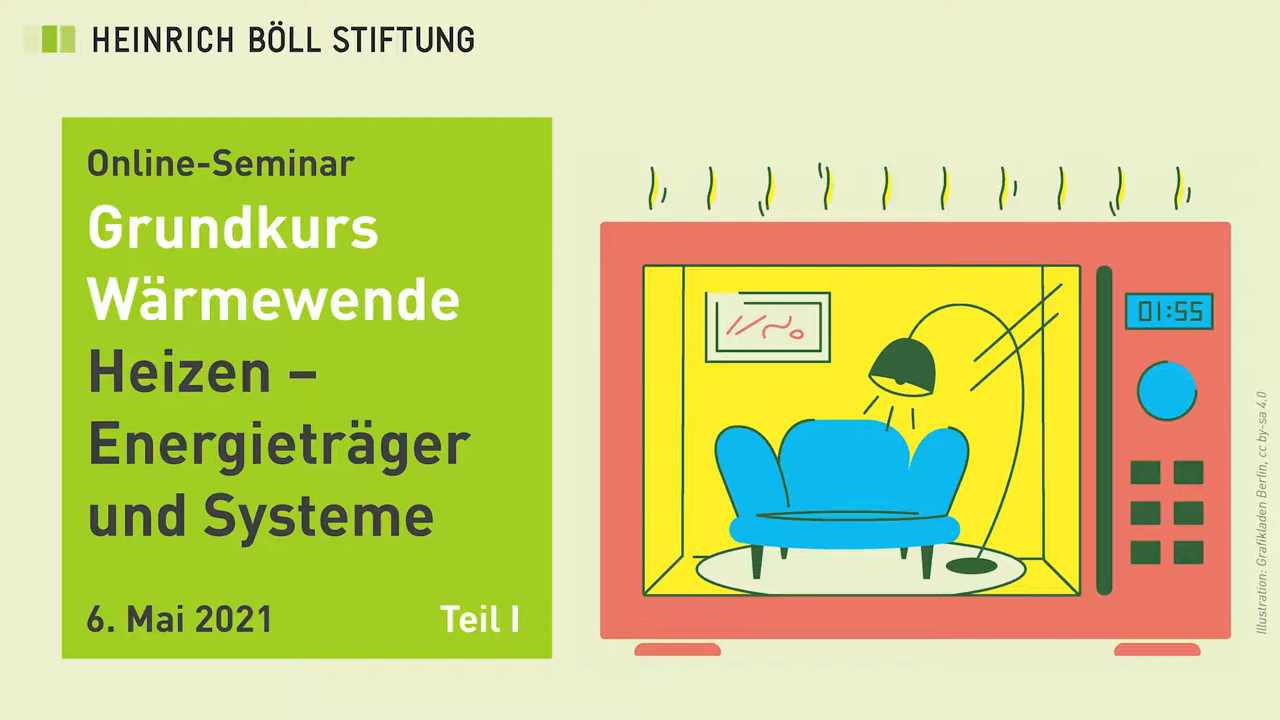 HEINRICH BÖLL STIFTUNG
Online-Seminar
Grundkurs
Wärmewende
Heizen –
Energieträger
und Systeme
6. Mai 2021
Teil I
01:55
Illustration: Grafikladen Berlin, cc by-sa 4.0